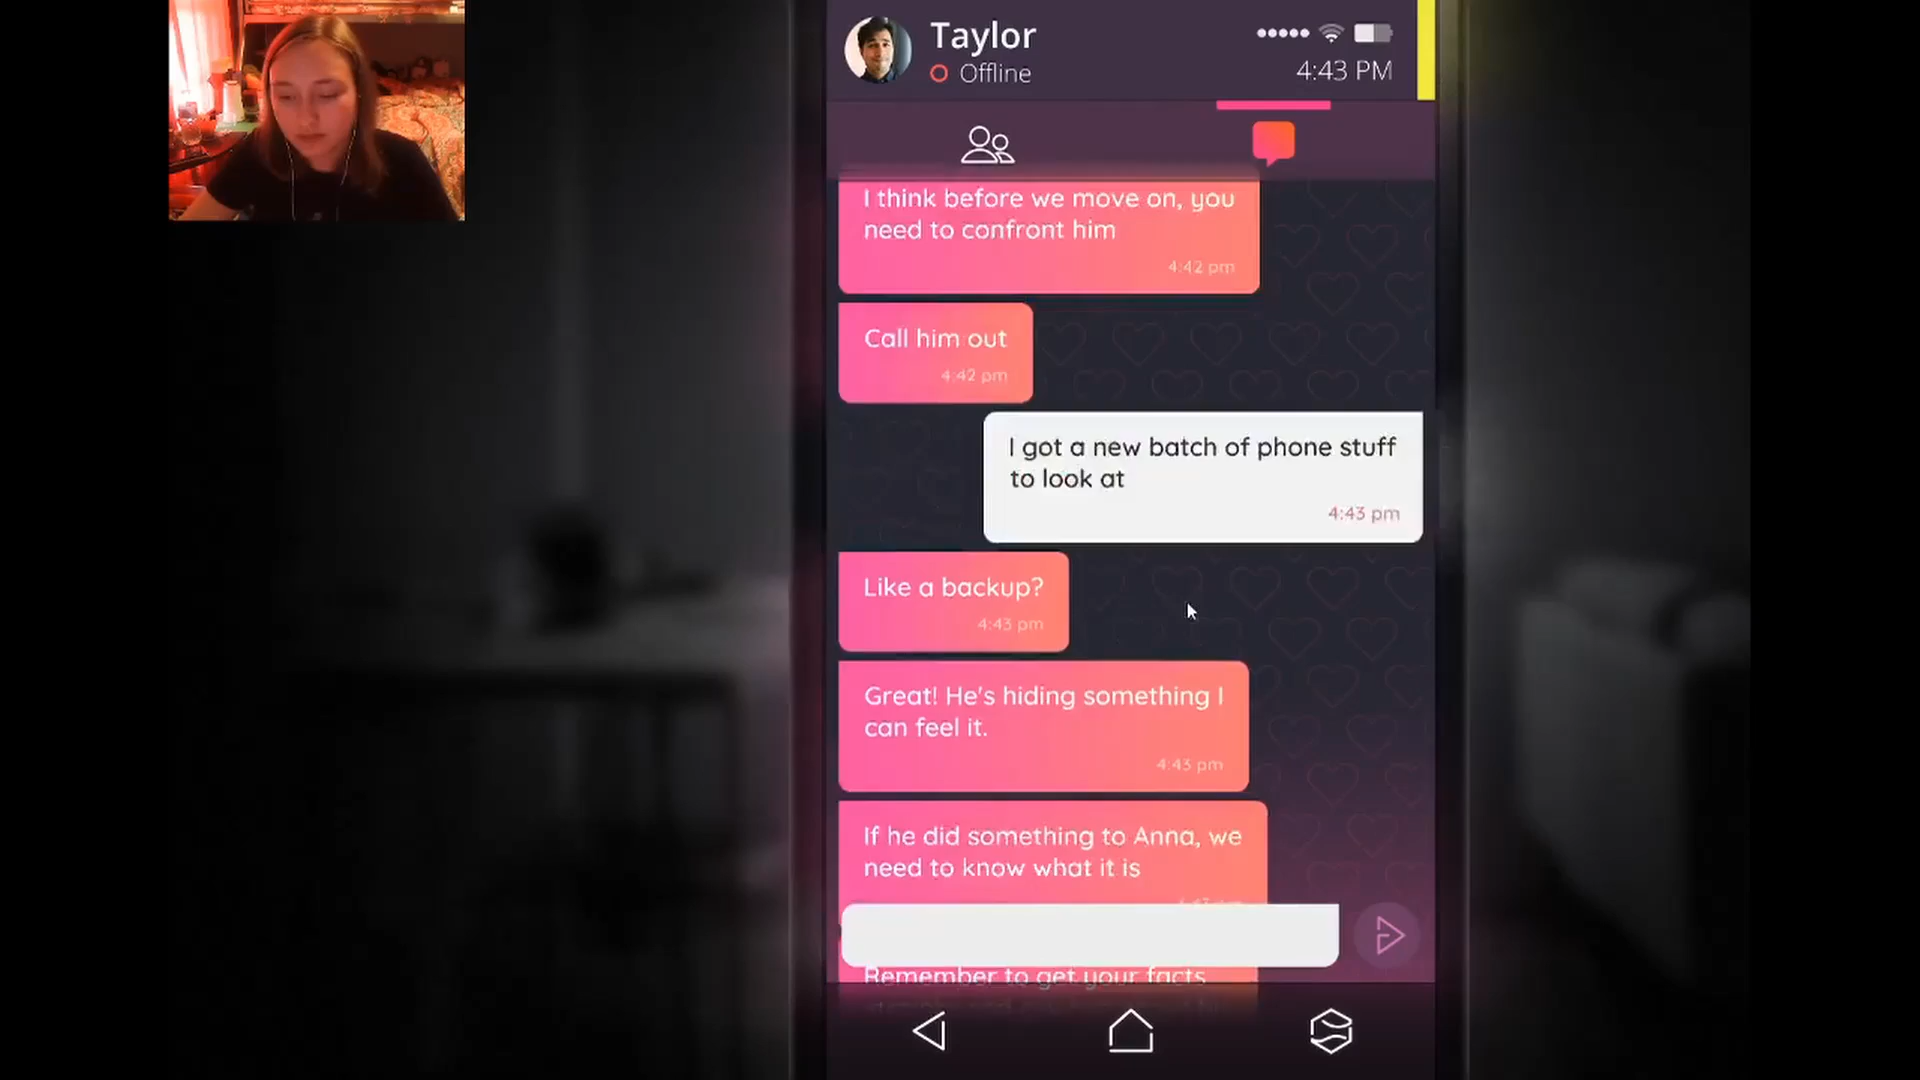 Taylor
Offline
4:43 PM
I think before we move on, you
need to confront him
4:42 pm
Call him out
4:42 pm
I got a new batch of phone stuff
to look at
4:43 pm
Like a backup?
4:43 pm
Great! He's hiding something I
can feel it.
4:43 pm
If he did something to Anna, we
need to know what it is
Remember to get your facts